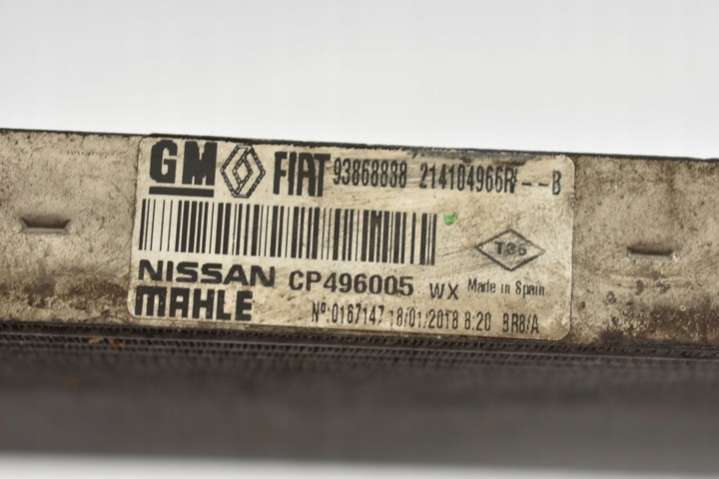 GM FIAT 93868838 214104966R--B
T36
NISSAN CP496005 WX Made in Spain
MAHLE Nº:0167147 18/01/2018 8:20 BR8/A